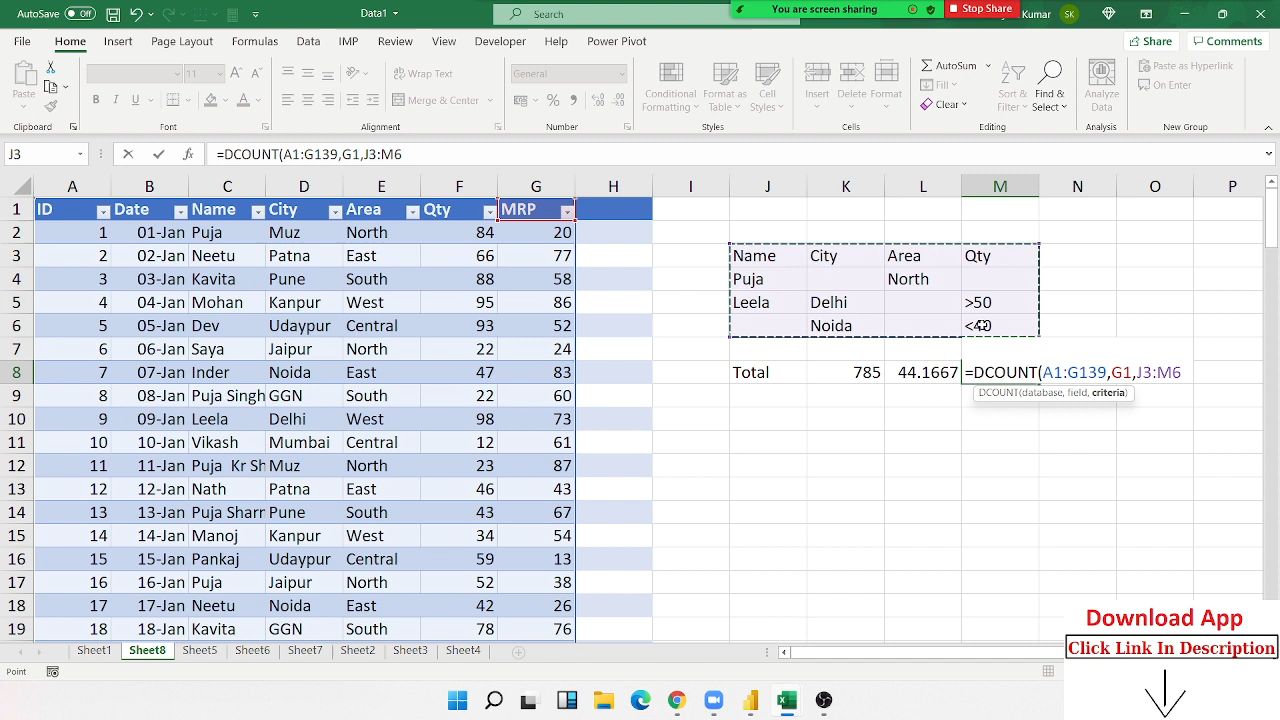 AutoSave Off Data1 Search You are screen sharing Stop Share Kumar SK
File Home Insert Page Layout Formulas Data IMP Review View Developer Help Power Pivot Share Comments
Paste 11 Wrap Text General Conditional Formatting Format as Table Cell Styles Insert Delete Format AutoSum Fill Clear Sort & Filter Find & Select Analyze Data Paste as Hyperlink On Enter
B I U Merge & Center
Clipboard Font Alignment Number Styles Cells Editing Analysis New Group
J3 fx =DCOUNT(A1:G139,G1,J3:M6
A B C D E F G H I J K L M N O P
1 ID Date Name City Area Qty MRP
2 1 01-Jan Puja Muz North 84 20
3 2 02-Jan Neetu Patna East 66 77 Name City Area Qty
4 3 03-Jan Kavita Pune South 88 58 Puja North
5 4 04-Jan Mohan Kanpur West 95 86 Leela Delhi >50
6 5 05-Jan Dev Udaypur Central 93 52 Noida <40
7 6 06-Jan Saya Jaipur North 22 24
8 7 07-Jan Inder Noida East 47 83 Total 785 44.1667 =DCOUNT(A1:G139,G1,J3:M6
DCOUNT(database, field, criteria)
9 8 08-Jan Puja Singh GGN South 22 60
10 9 09-Jan Leela Delhi West 98 73
11 10 10-Jan Vikash Mumbai Central 12 61
12 11 11-Jan Puja Kr Sh Muz North 23 87
13 12 12-Jan Nath Patna East 46 43
14 13 13-Jan Puja Sharr Pune South 43 67
15 14 14-Jan Manoj Kanpur West 34 54
16 15 15-Jan Pankaj Udaypur Central 59 13
17 16 16-Jan Puja Jaipur North 52 38
18 17 17-Jan Neetu Noida East 42 26
19 18 18-Jan Kavita GGN South 78 76
Download App
Click Link In Description
Sheet1 Sheet8 Sheet5 Sheet6 Sheet7 Sheet2 Sheet3 Sheet4
Point